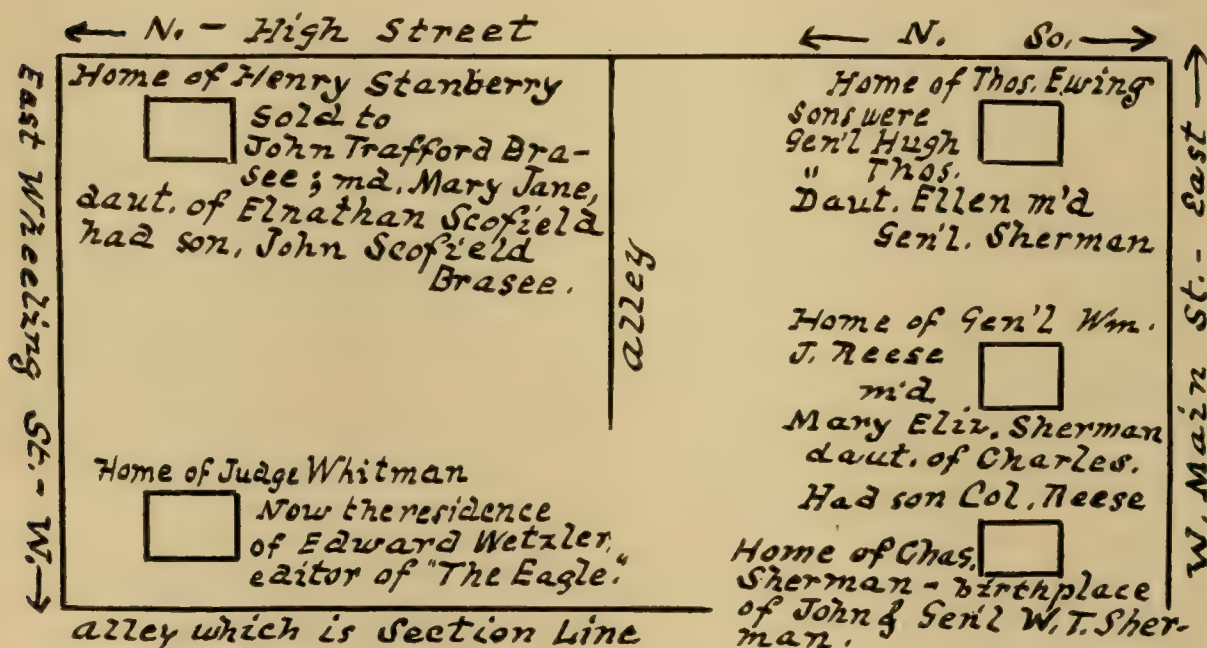 ← N. - High Street
← N. So. →
East Wheeling St. - W. →
Home of Henry Stanberry
Sold to
John Trafford Bra-
see; md. Mary Jane,
daut. of Elnathan Scofield
had son, John Scofield
Brasee.
alley
Home of Thos. Ewing
sons were
Gen'l Hugh
" Thos.
Daut. Ellen m'd
Gen'l. Sherman
Home of Gen'l Wm.
J. Reese
m'd.
Mary Eliz. Sherman
daut. of Charles.
Had son Col. Reese
W. Main St. - East →
Home of Judge Whitman
Now the residence
of Edward Wetzler,
editor of "The Eagle."
Home of Chas.
Sherman - birthplace
of John & Gen'l W.T. Sher-
man.
alley which is Section Line